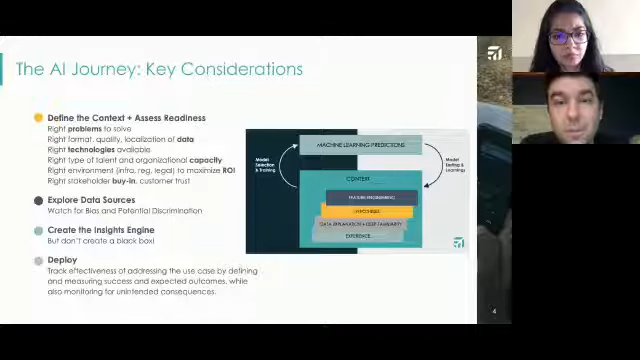 The AI Journey: Key Considerations
Define the Context + Assess Readiness
Right problems to solve
Right format, quality, localization of data
Right technologies available
Right type of talent and organizational capacity
Right environment (infra, reg, legal) to maximize ROI
Right stakeholder buy-in, customer trust
Explore Data Sources
Watch for Bias and Potential Discrimination
Create the Insights Engine
But don't create a black box!
Deploy
Track effectiveness of addressing the use case by defining
and measuring success and expected outcomes, while
also monitoring for unintended consequences.
MACHINE LEARNING PREDICTIONS
Model
Selection
& Training
Model
Testing &
Learnings
CONTEXT
FEATURE ENGINEERING
HYPOTHESES
DATA EXPLANATION + DEEP FAMILIARITY
EXPERIENCE
4